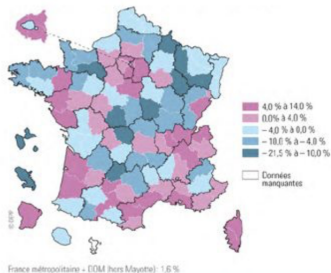 4,0 % à 14,0 %
0,0 % à 4,0 %
– 4,0 % à 0,0 %
– 10,0 % à – 4,0 %
– 21,5 % à – 10,0 %
Données
manquantes
France métropolitaine + DOM (hors Mayotte) : 1,6 %